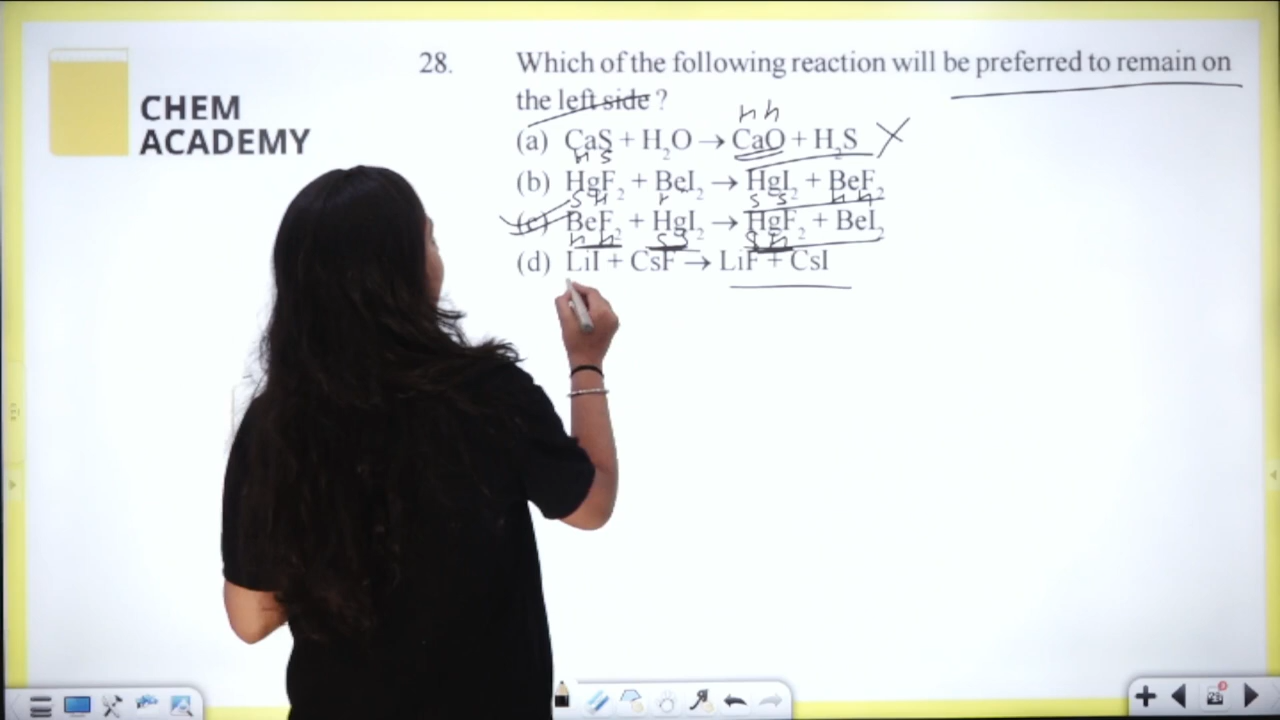 CHEM
ACADEMY
28. Which of the following reaction will be preferred to remain on
the left side ?
h h
(a) CaS + H₂O → CaO + H₂S X
h s
(b) HgF₂ + BeI₂ → HgI₂ + BeF₂
s h s s h h
(c) BeF₂ + HgI₂ → HgF₂ + BeI₂
h h s s s h
(d) LiI + CsF → LiF + CsI